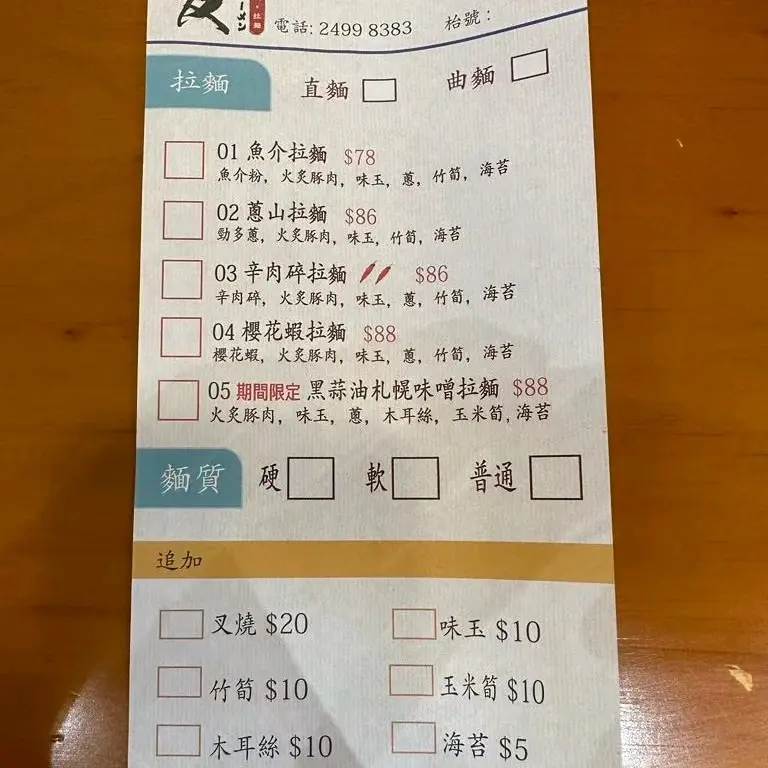 ーメン
拉麵
電話: 2499 8383 枱號:
拉麵 直麵 曲麵
01 魚介拉麵 $78
魚介粉, 火炙豚肉, 味玉, 蔥, 竹筍, 海苔
02 蔥山拉麵 $86
勁多蔥, 火炙豚肉, 味玉, 竹筍, 海苔
03 辛肉碎拉麵 $86
辛肉碎, 火炙豚肉, 味玉, 蔥, 竹筍, 海苔
04 櫻花蝦拉麵 $88
櫻花蝦, 火炙豚肉, 味玉, 蔥, 竹筍, 海苔
05 期間限定 黑蒜油札幌味噌拉麵 $88
火炙豚肉, 味玉, 蔥, 木耳絲, 玉米筍, 海苔
麵質 硬 軟 普通
追加
叉燒 $20 味玉 $10
竹筍 $10 玉米筍 $10
木耳絲 $10 海苔 $5